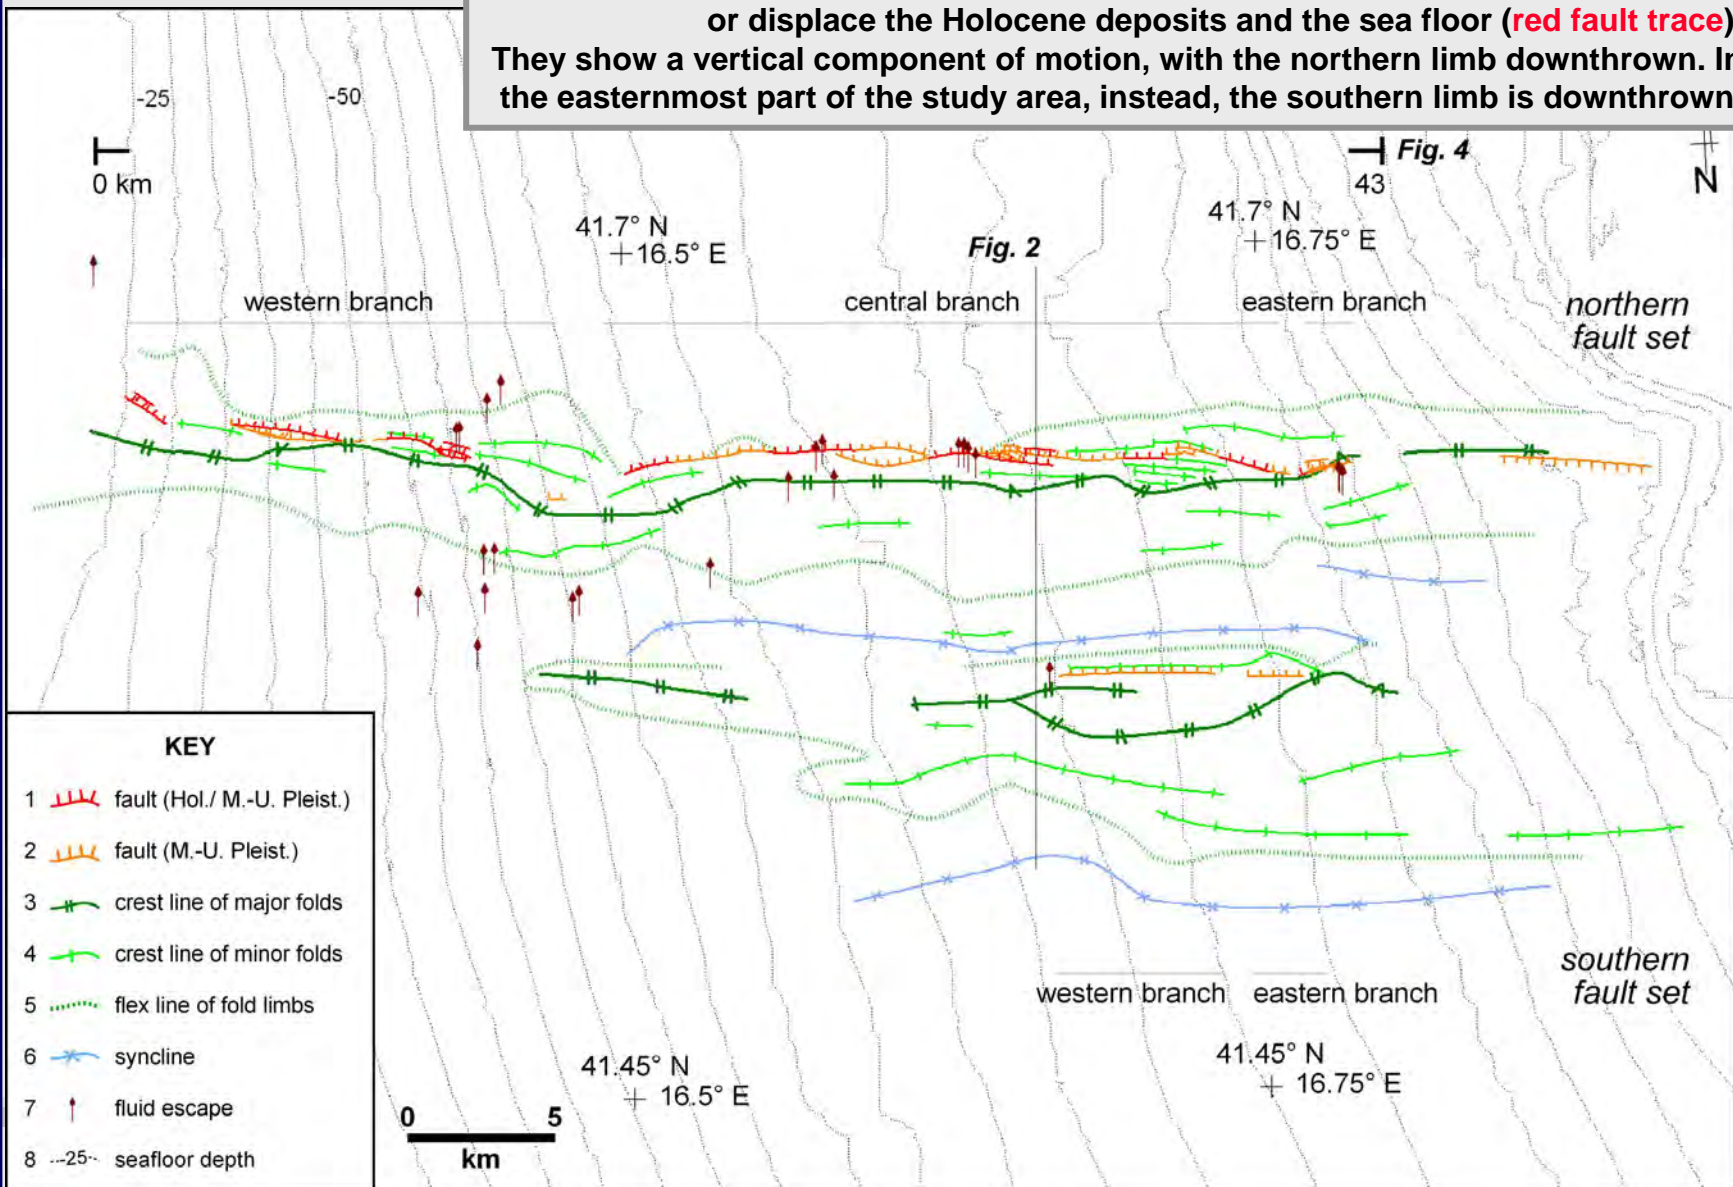 or displace the Holocene deposits and the sea floor (red fault trace)
They show a vertical component of motion, with the northern limb downthrown. In
the easternmost part of the study area, instead, the southern limb is downthrown
-25
-50
0 km
Fig. 4
43
N
41.7° N
16.5° E
41.7° N
16.75° E
Fig. 2
western branch
central branch
eastern branch
northern
fault set
KEY
1 fault (Hol./ M.-U. Pleist.)
2 fault (M.-U. Pleist.)
3 crest line of major folds
4 crest line of minor folds
5 flex line of fold limbs
6 syncline
7 fluid escape
8 -25- seafloor depth
southern
fault set
western branch
eastern branch
41.45° N
16.5° E
41.45° N
16.75° E
0 5
km